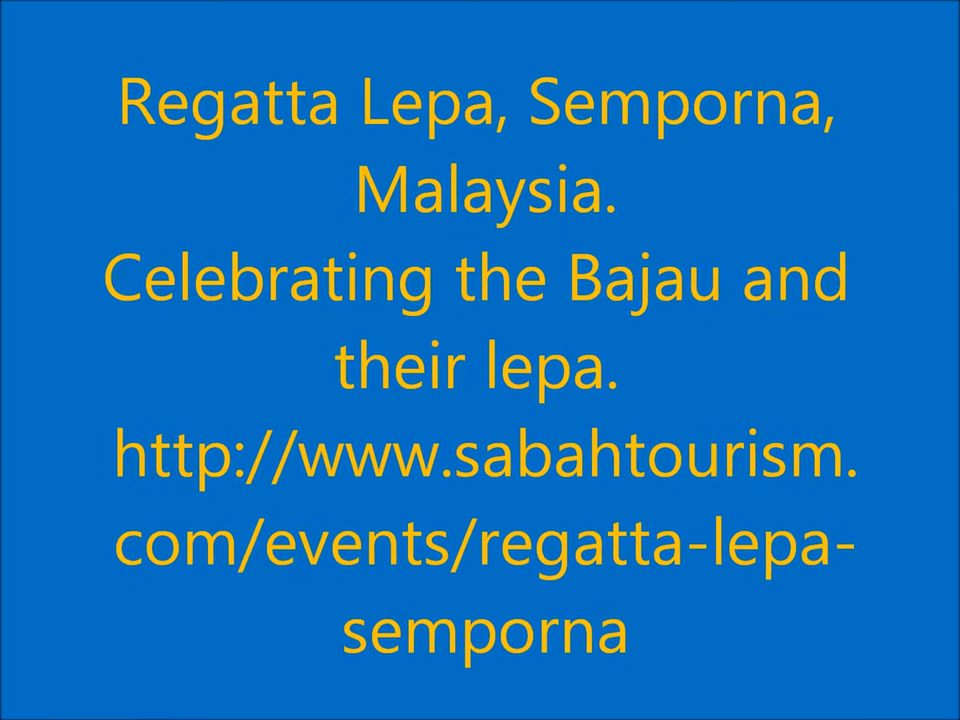 Regatta Lepa, Semporna,
Malaysia.
Celebrating the Bajau and
their lepa.
http://www.sabahtourism.
com/events/regatta-lepa-
semporna